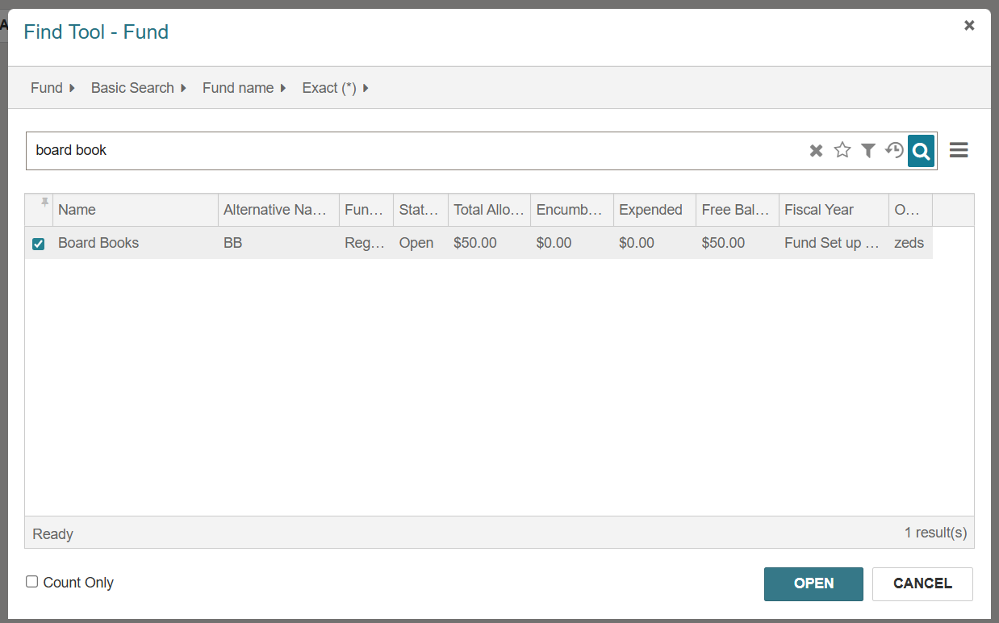 Find Tool - Fund
Fund Basic Search Fund name Exact (*)
board book
Name Alternative Na... Fun... Stat... Total Allo... Encumb... Expended Free Bal... Fiscal Year O...
Board Books BB Reg... Open $50.00 $0.00 $0.00 $50.00 Fund Set up ... zeds
Ready 1 result(s)
Count Only OPEN CANCEL